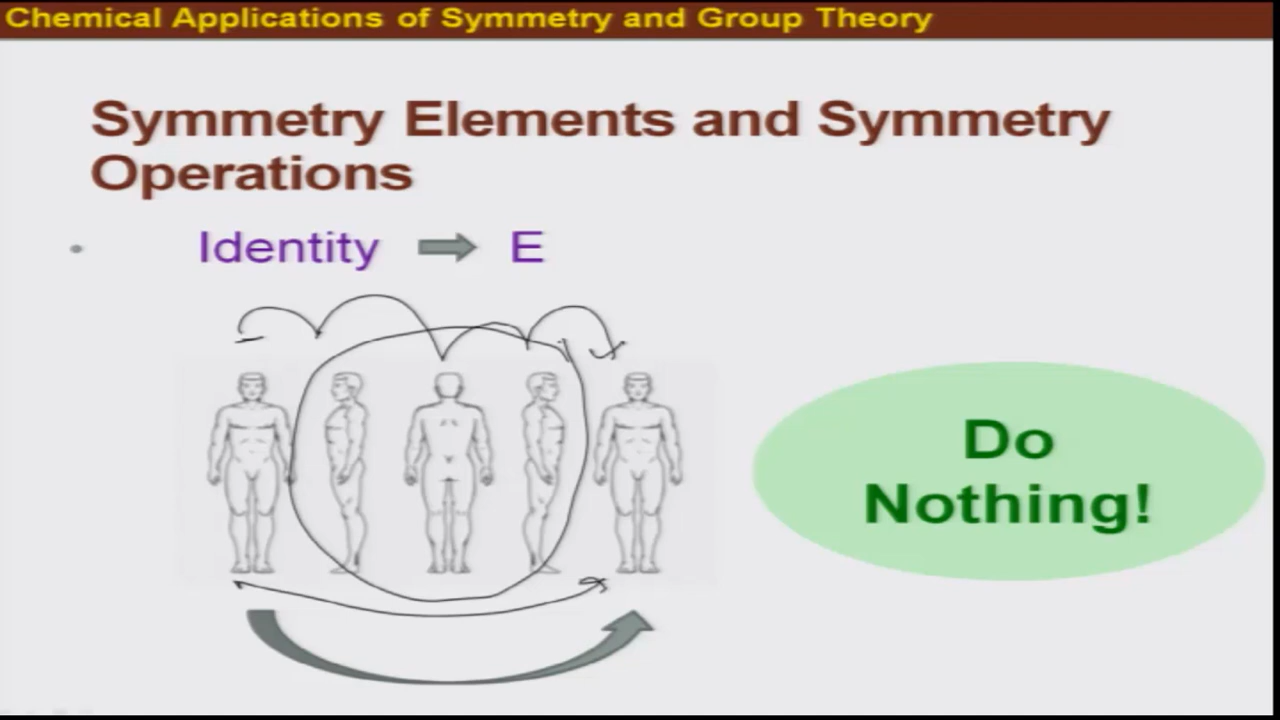 Chemical Applications of Symmetry and Group Theory
Symmetry Elements and Symmetry
Operations
• Identity ➡ E
Do
Nothing!